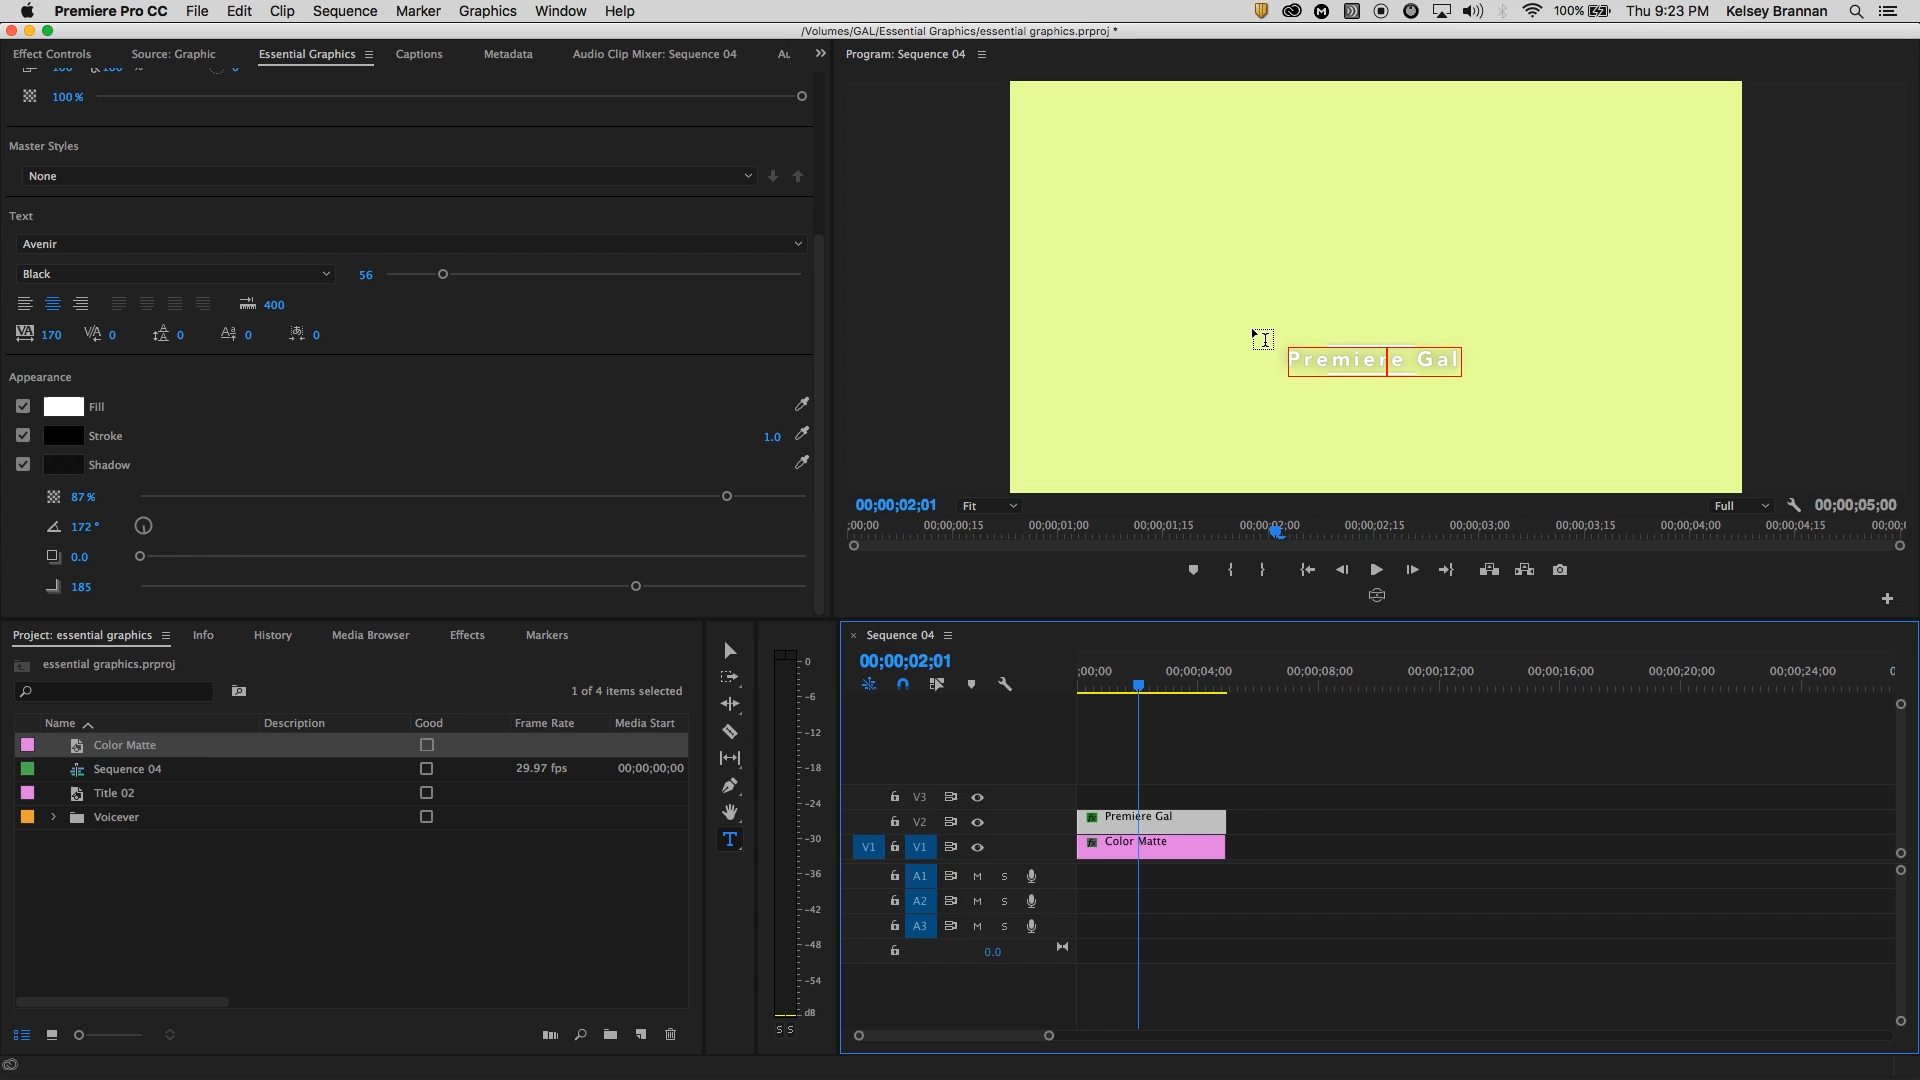 Premiere Pro CC File Edit Clip Sequence Marker Graphics Window Help 100% Thu 9:23 PM Kelsey Brannan
/Volumes/GAL/Essential Graphics/essential graphics.prproj *
Effect Controls Source: Graphic Essential Graphics Captions Metadata Audio Clip Mixer: Sequence 04 Au
Program: Sequence 04
100 %
Master Styles
None
Text
Avenir
Black 56
400
170 0 0 0 0
Appearance
Fill
Stroke 1.0
Shadow
87 %
172 °
0.0
185
Premiere Gal
00;00;02;01 Fit Full 00;00;05;00
;00;00 00;00;00;15 00;00;01;00 00;00;01;15 00;00;02;00 00;00;02;15 00;00;03;00 00;00;03;15 00;00;04;00 00;00;04;15 00;00;0
Project: essential graphics Info History Media Browser Effects Markers
essential graphics.prproj
1 of 4 items selected
Name Description Good Frame Rate Media Start
Color Matte
Sequence 04 29.97 fps 00;00;00;00
Title 02
Voicever
0
-6
-12
-18
-24
-30
-36
-42
-48
-54
dB
S S
Sequence 04
00;00;02;01
;00;00 00;00;04;00 00;00;08;00 00;00;12;00 00;00;16;00 00;00;20;00 00;00;24;00 0
V3
V2 Premiere Gal
V1 V1 Color Matte
A1 M S
A2 M S
A3 M S
0.0